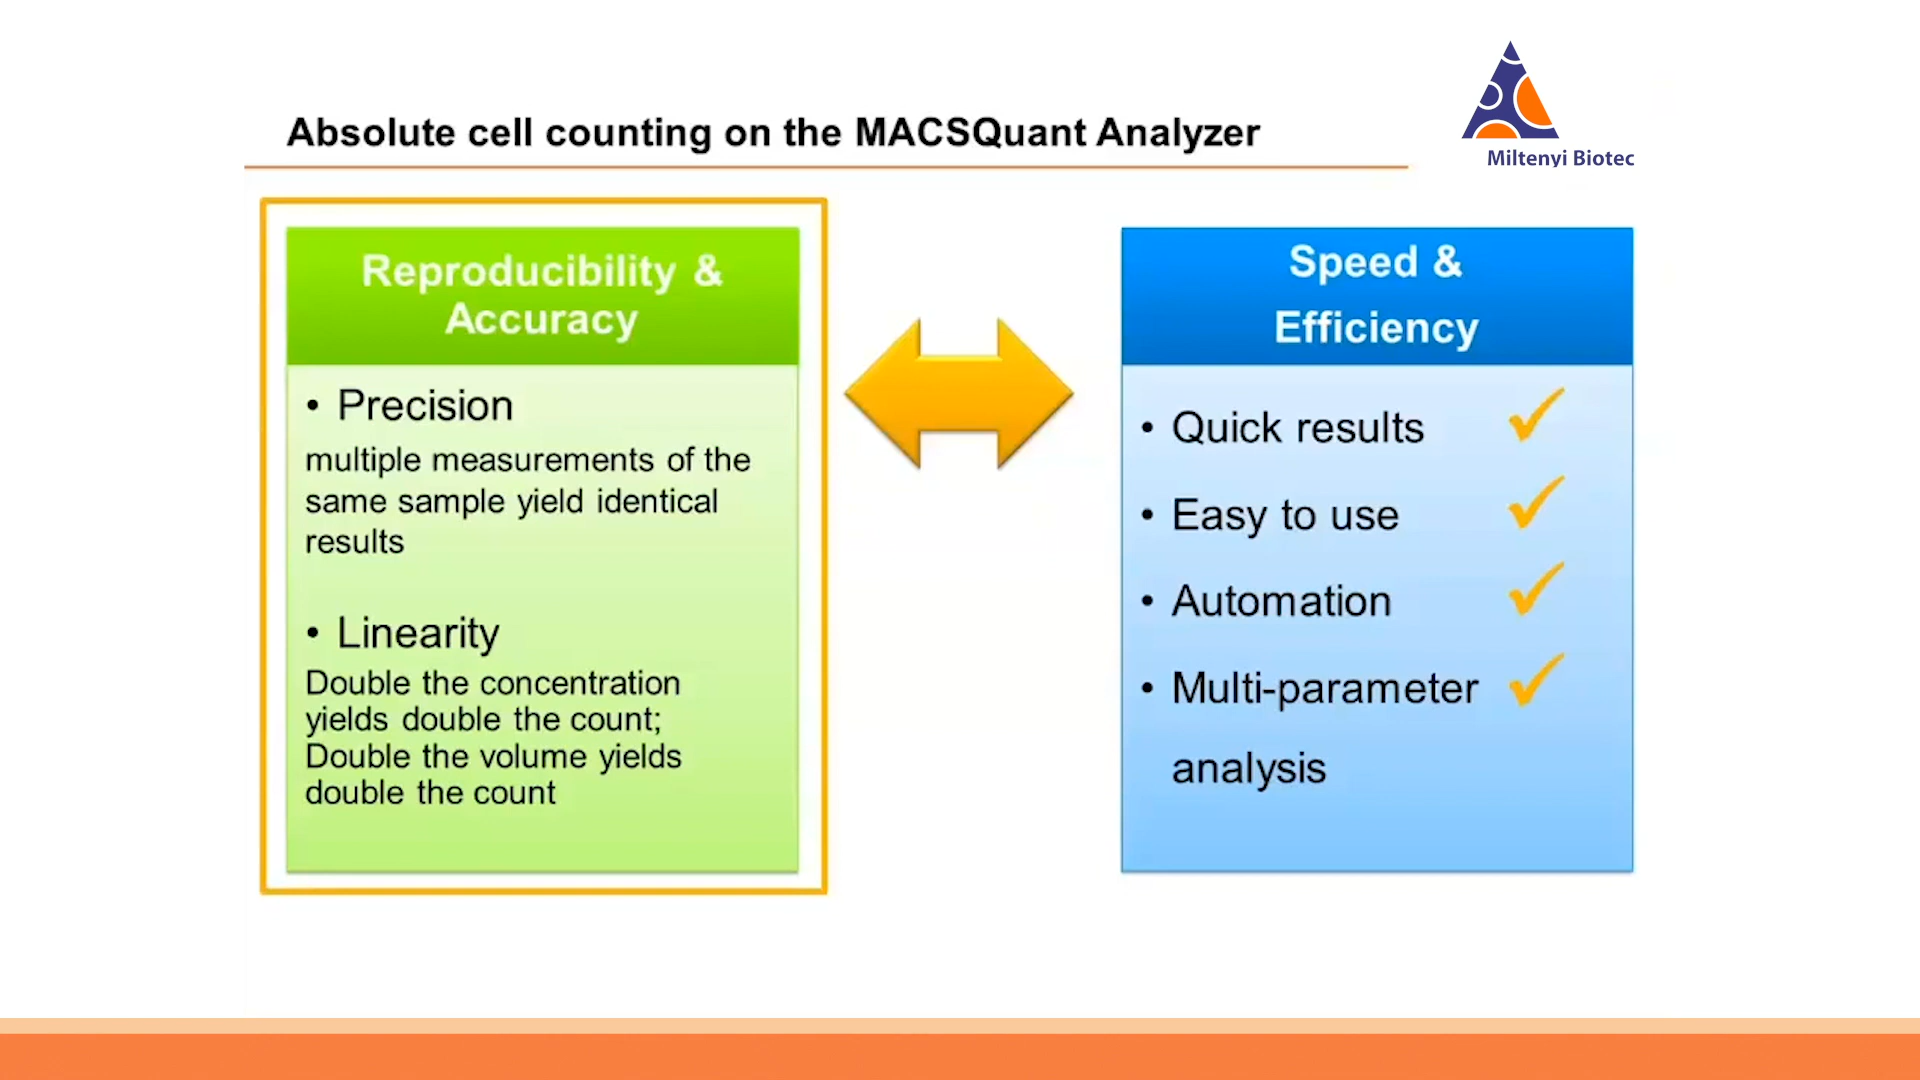 Absolute cell counting on the MACSQuant Analyzer
Miltenyi Biotec
Reproducibility &
Accuracy
• Precision
multiple measurements of the
same sample yield identical
results
• Linearity
Double the concentration
yields double the count;
Double the volume yields
double the count
Speed &
Efficiency
• Quick results
• Easy to use
• Automation
• Multi-parameter
analysis